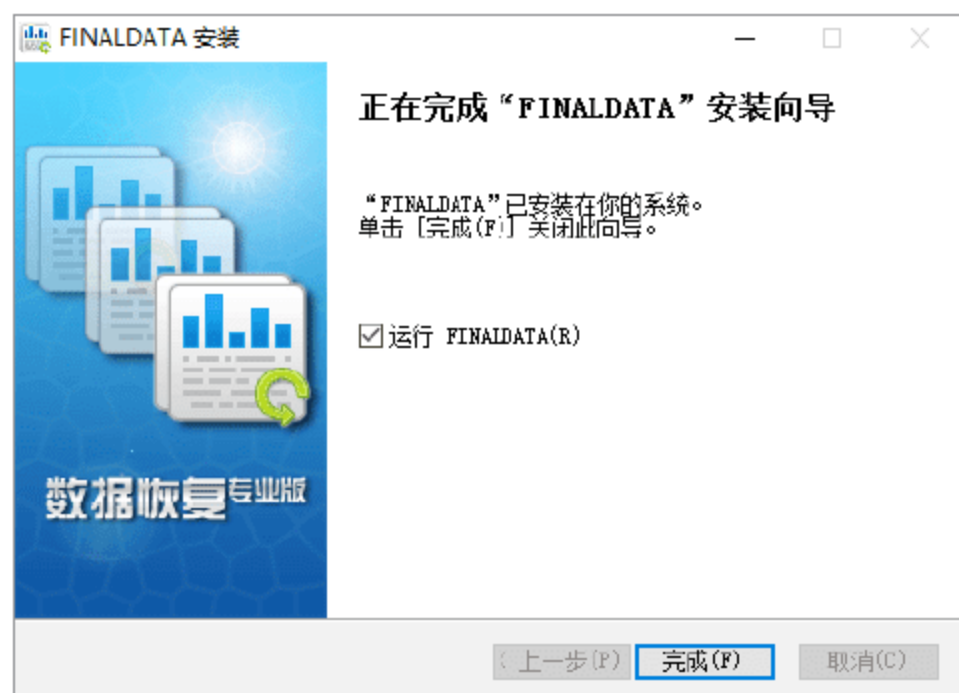 FINALDATA 安装
正在完成“FINALDATA”安装向导
“FINALDATA”已安装在你的系统。
单击 [完成(F)] 关闭此向导。
运行 FINALDATA(R)
数据恢复专业版
< 上一步(P)
完成(F)
取消(C)